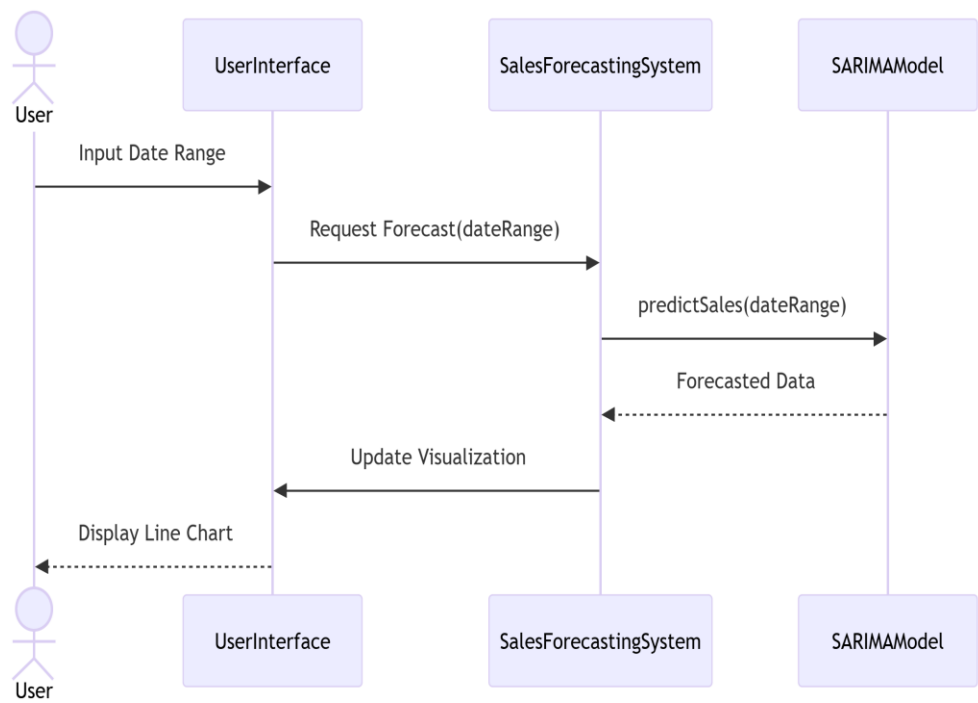 User
UserInterface
SalesForecastingSystem
SARIMAModel
Input Date Range
Request Forecast(dateRange)
predictSales(dateRange)
Forecasted Data
Update Visualization
Display Line Chart
User
UserInterface
SalesForecastingSystem
SARIMAModel